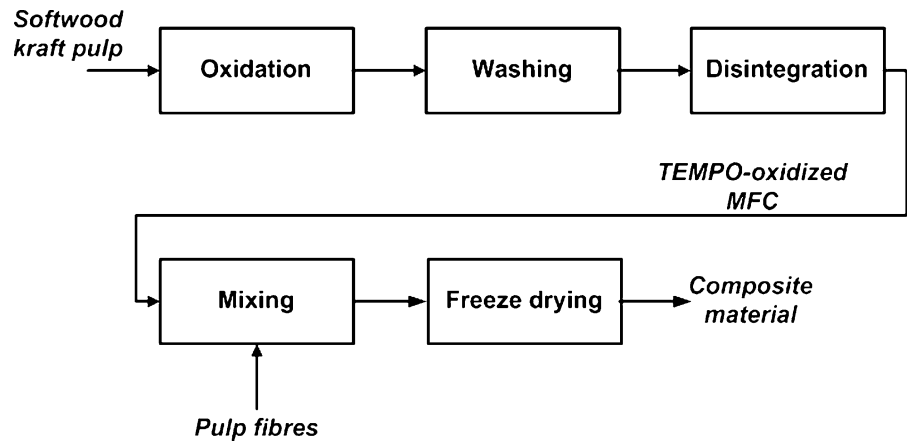 Softwood
kraft pulp
Oxidation
Washing
Disintegration
TEMPO-oxidized
MFC
Mixing
Freeze drying
Composite
material
Pulp fibres